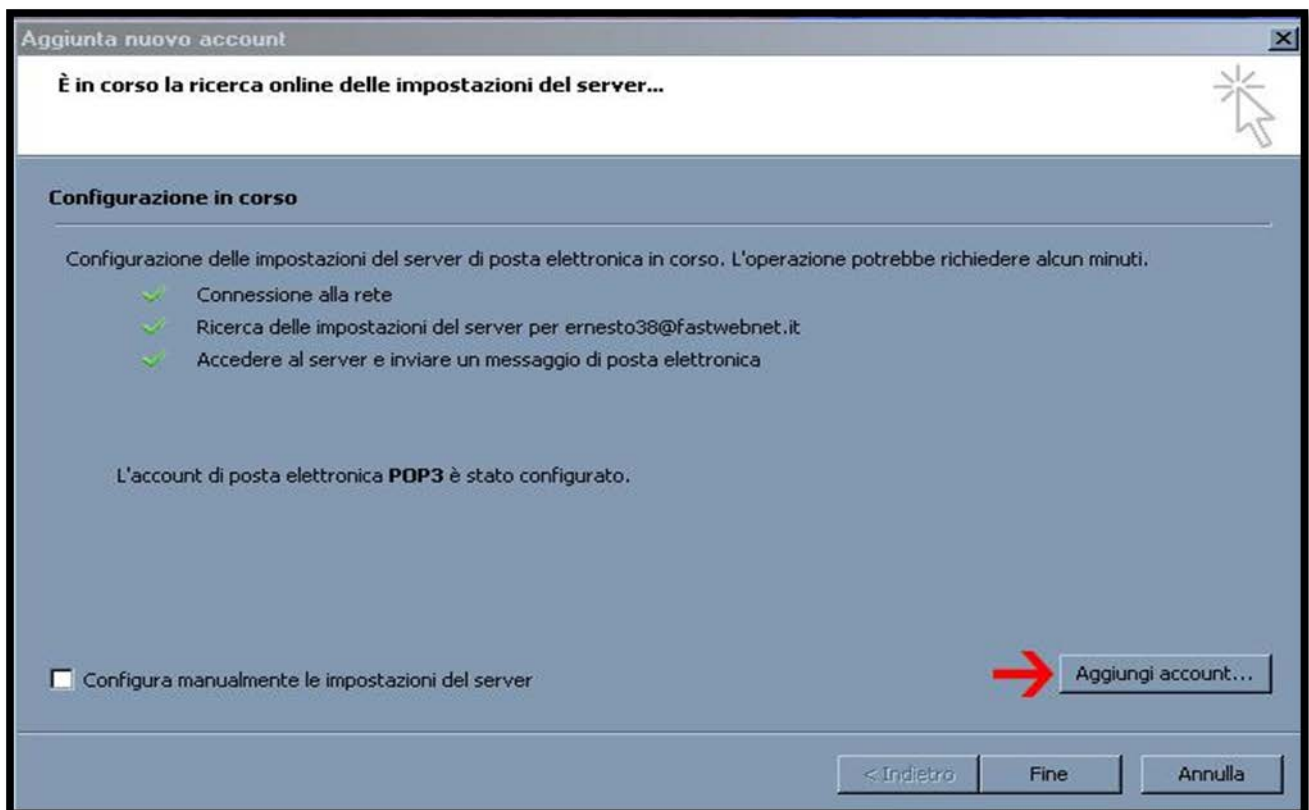 Aggiunta nuovo account
È in corso la ricerca online delle impostazioni del server...
Configurazione in corso
Configurazione delle impostazioni del server di posta elettronica in corso. L'operazione potrebbe richiedere alcun minuti.
Connessione alla rete
Ricerca delle impostazioni del server per ernesto38@fastwebnet.it
Accedere al server e inviare un messaggio di posta elettronica
L'account di posta elettronica POP3 è stato configurato.
Configura manualmente le impostazioni del server
Aggiungi account...
< Indietro Fine Annulla